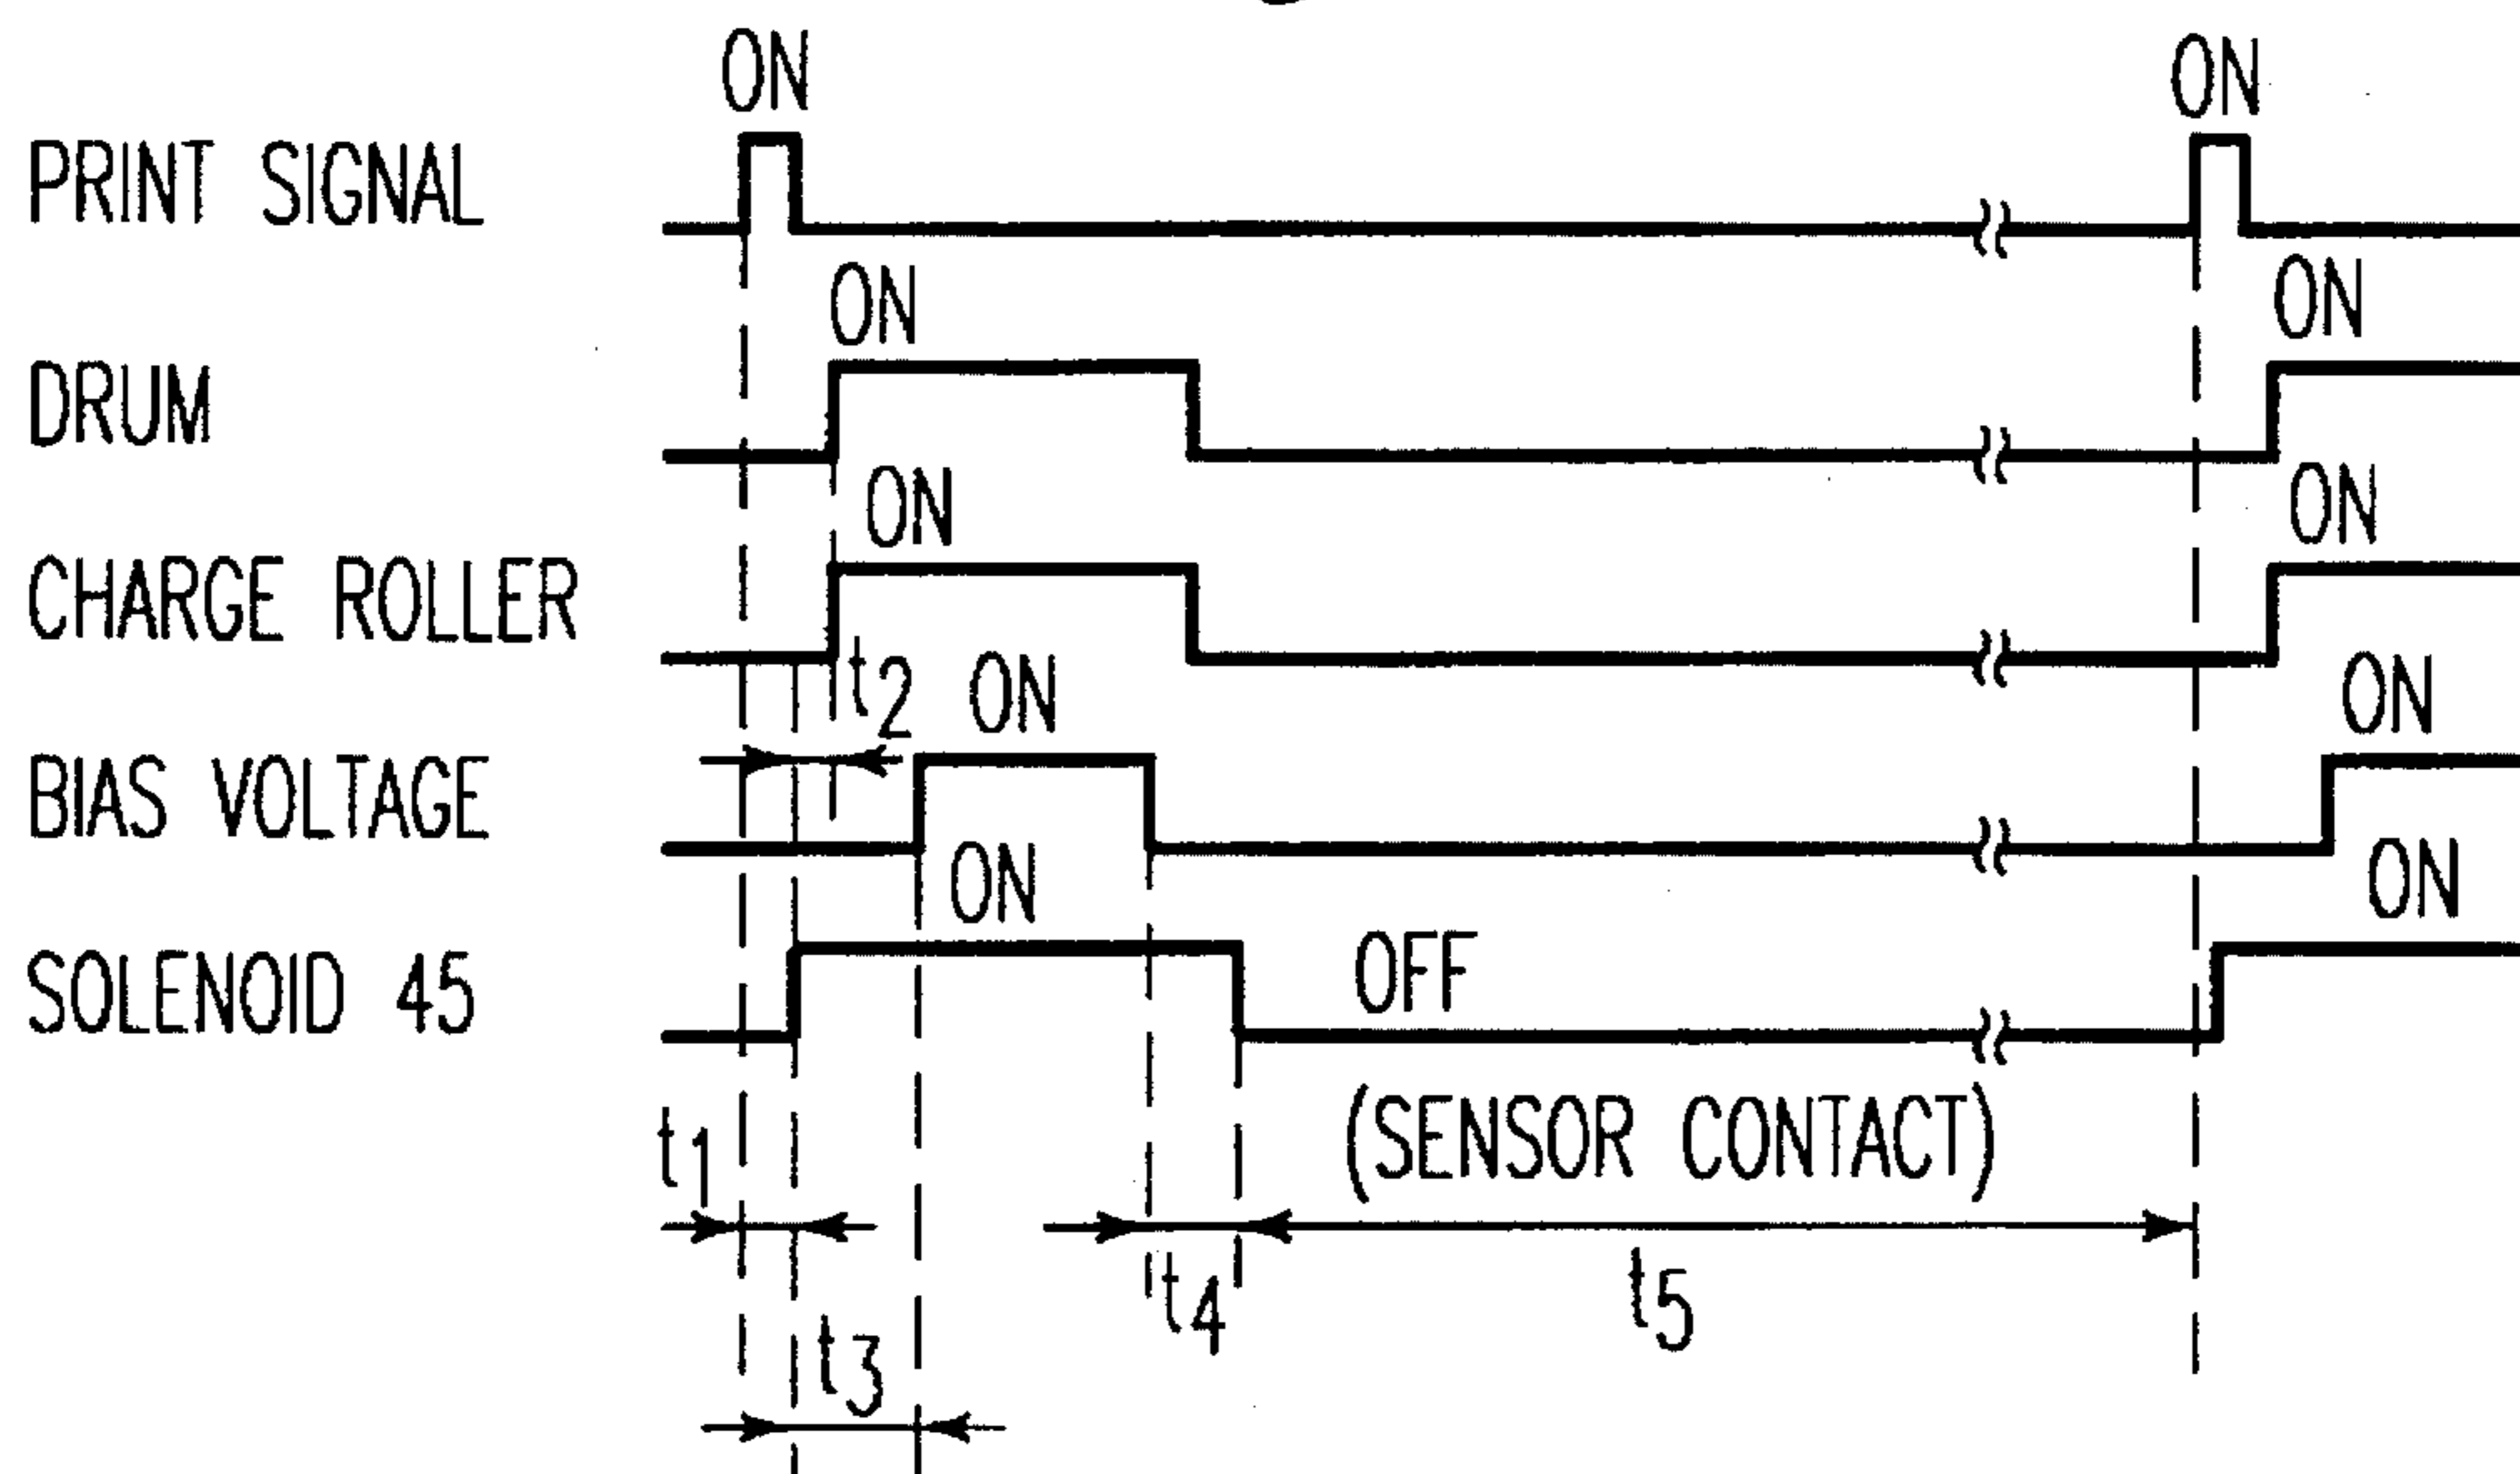 ON ON
PRINT SIGNAL
ON ON
DRUM
ON ON
CHARGE ROLLER
t2 ON ON
BIAS VOLTAGE
ON ON
SOLENOID 45 OFF
t1 (SENSOR CONTACT)
t4 t5
t3